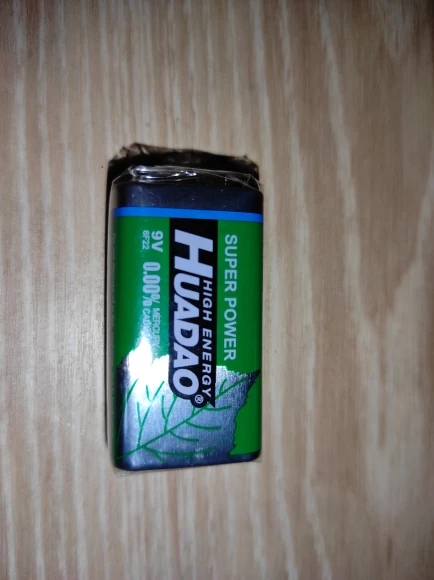 SUPER POWER
HIGH ENERGY
HUADAO®
9V
6F22
0.00%
MERCURY